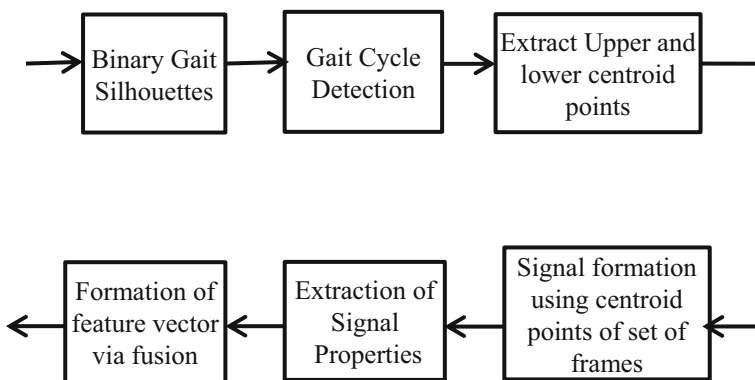 Binary Gait
Silhouettes
Gait Cycle
Detection
Extract Upper and
lower centroid
points
Signal formation
using centroid
points of set of
frames
Extraction of
Signal
Properties
Formation of
feature vector
via fusion